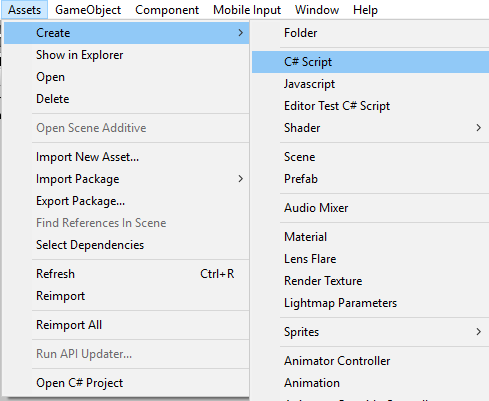 Assets GameObject Component Mobile Input Window Help
Create
Show in Explorer
Open
Delete
Open Scene Additive
Import New Asset...
Import Package
Export Package...
Find References In Scene
Select Dependencies
Refresh Ctrl+R
Reimport
Reimport All
Run API Updater...
Open C# Project
Folder
C# Script
Javascript
Editor Test C# Script
Shader
Scene
Prefab
Audio Mixer
Material
Lens Flare
Render Texture
Lightmap Parameters
Sprites
Animator Controller
Animation